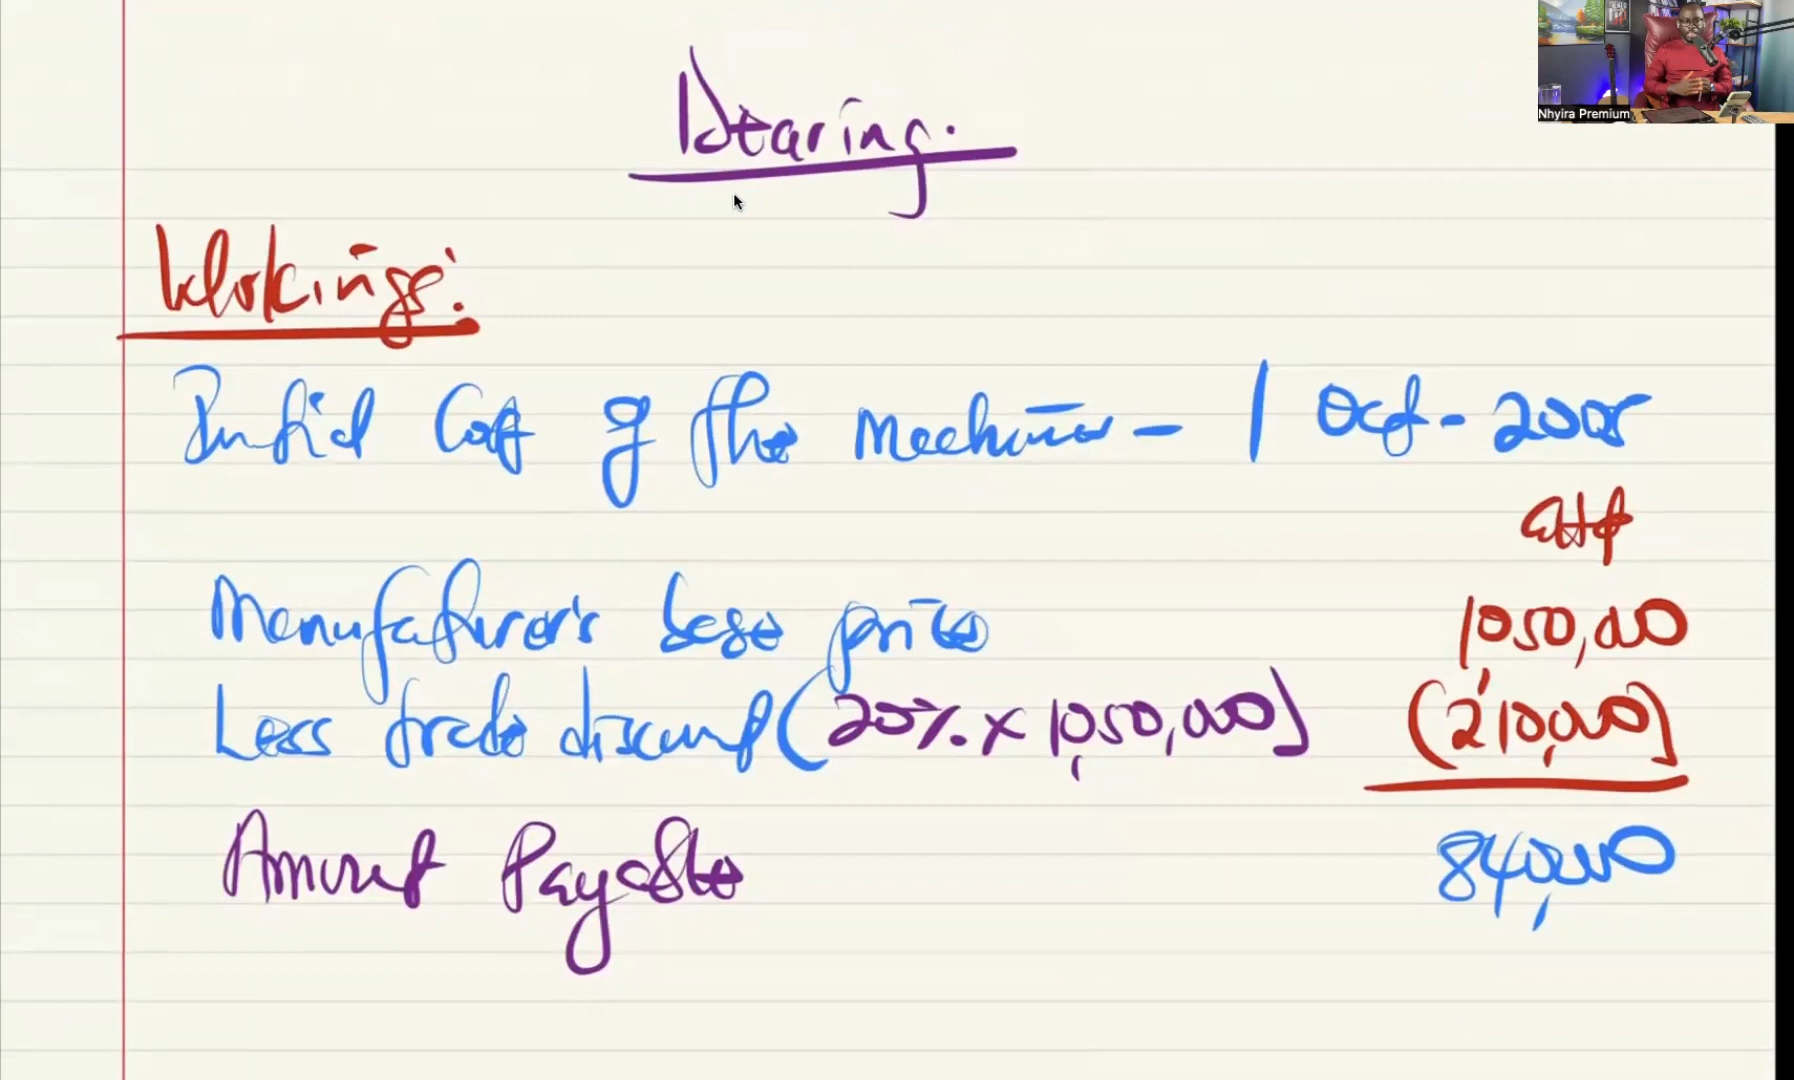 Nhyira Premium
Dearing.
Workings:
Initial Cost of the Machine - 1 Oct - 2005
GH¢
Manufacturer's base price 1,050,000
Less trade discount (20% x 1,050,000) (210,000)
Amount Payable 840,000